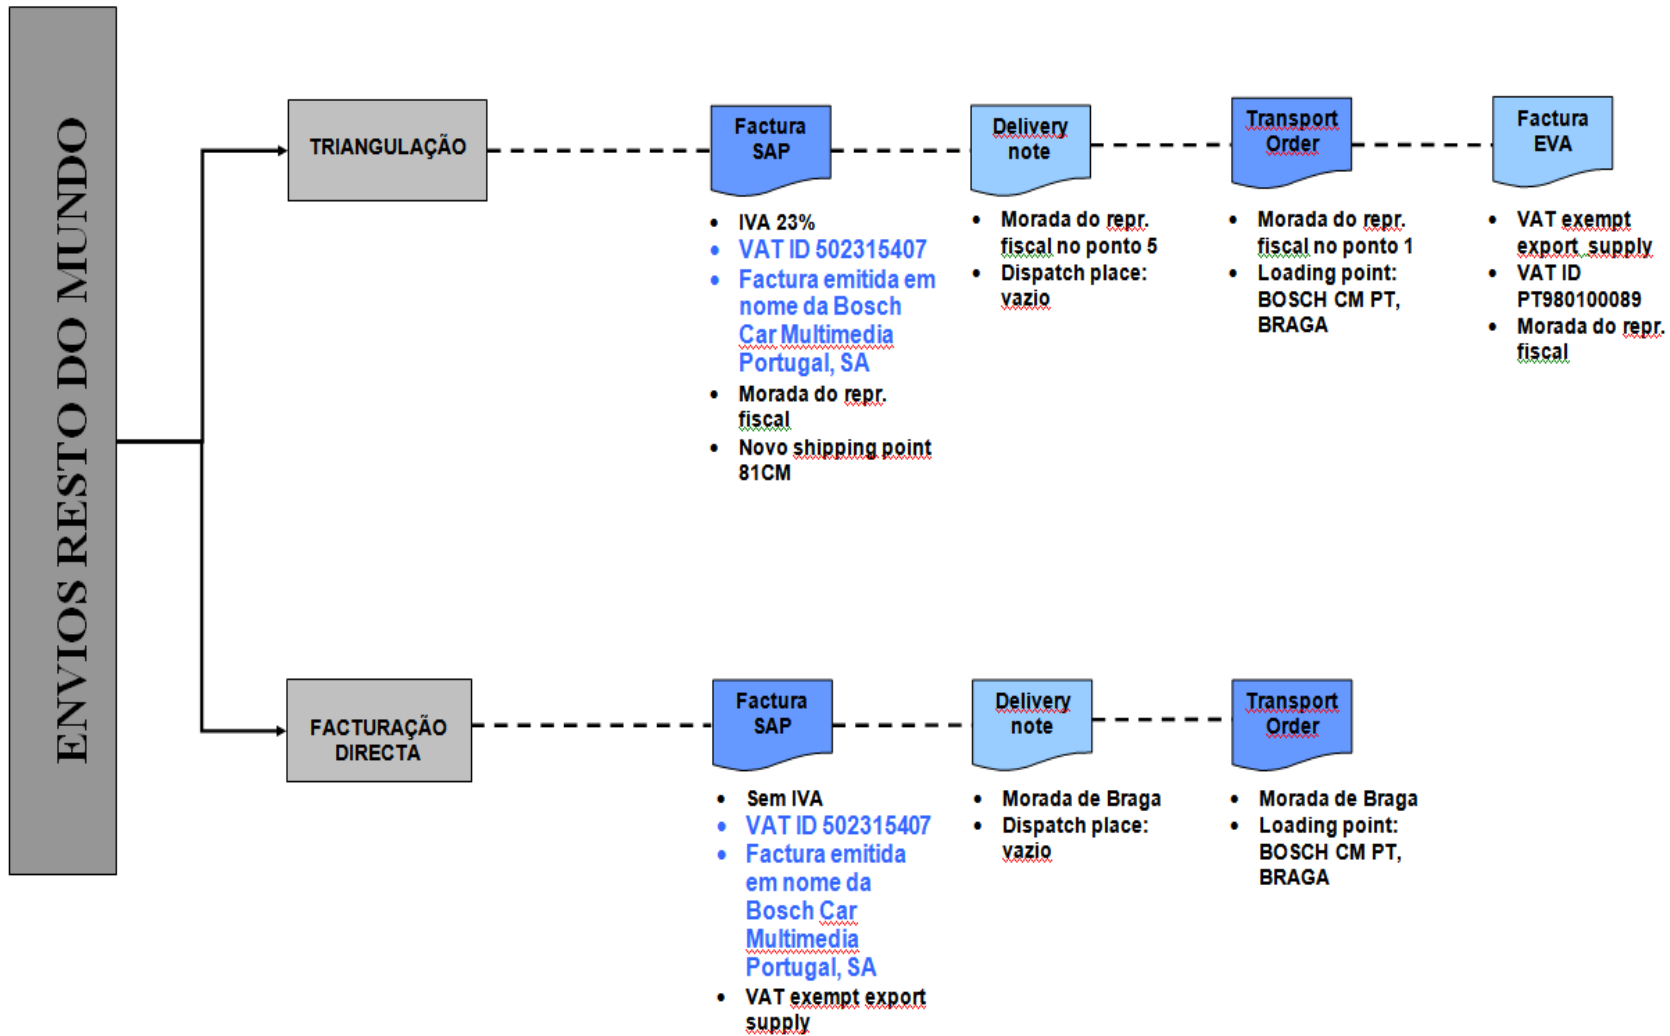 ENVIOS RESTO DO MUNDO
TRIANGULAÇÃO
Factura
SAP
• IVA 23%
• VAT ID 502315407
• Factura emitida em
nome da Bosch
Car Multimedia
Portugal, SA
• Morada do repr.
fiscal
• Novo shipping point
81CM
Delivery
note
• Morada do repr.
fiscal no ponto 5
• Dispatch place:
vazio
Transport
Order
• Morada do repr.
fiscal no ponto 1
• Loading point:
BOSCH CM PT,
BRAGA
Factura
EVA
• VAT exempt
export supply
• VAT ID
PT980100089
• Morada do repr.
fiscal
FACTURAÇÃO
DIRECTA
Factura
SAP
• Sem IVA
• VAT ID 502315407
• Factura emitida
em nome da
Bosch Car
Multimedia
Portugal, SA
• VAT exempt export
supply
Delivery
note
• Morada de Braga
• Dispatch place:
vazio
Transport
Order
• Morada de Braga
• Loading point:
BOSCH CM PT,
BRAGA